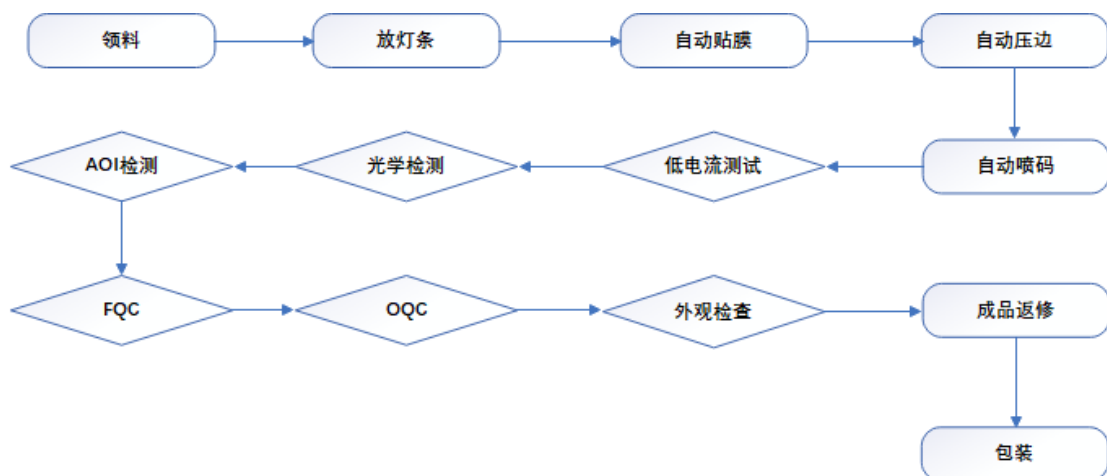 领料
放灯条
自动贴膜
自动压边
AOI检测
光学检测
低电流测试
自动喷码
FQC
OQC
外观检查
成品返修
包装